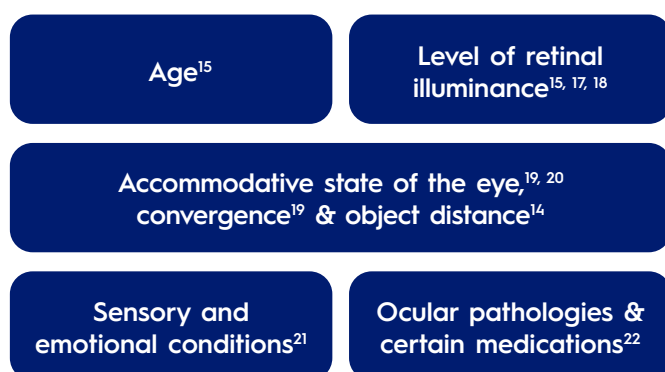 Age15
Level of retinal
illuminance15, 17, 18
Accommodative state of the eye,19, 20
convergence19 & object distance14
Sensory and
emotional conditions21
Ocular pathologies &
certain medications22